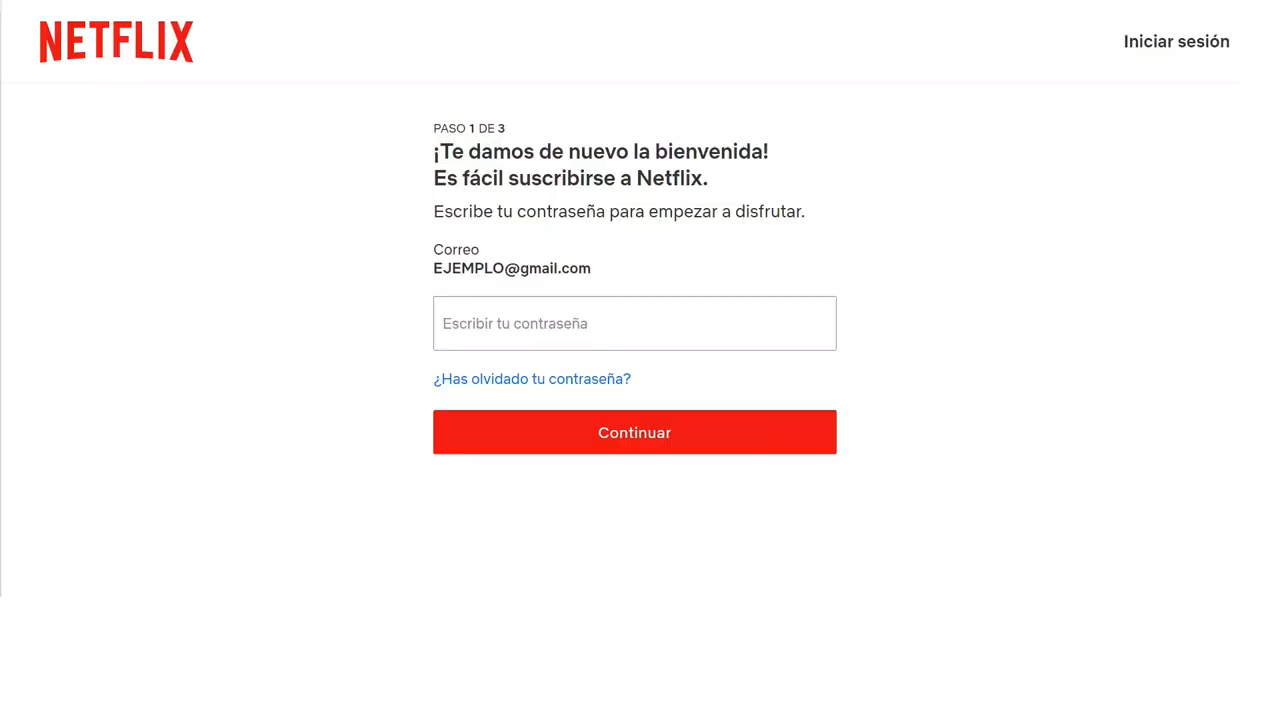 NETFLIX
Iniciar sesión
PASO 1 DE 3
¡Te damos de nuevo la bienvenida!
Es fácil suscribirse a Netflix.
Escribe tu contraseña para empezar a disfrutar.
Correo
EJEMPLO@gmail.com
Escribir tu contraseña
¿Has olvidado tu contraseña?
Continuar